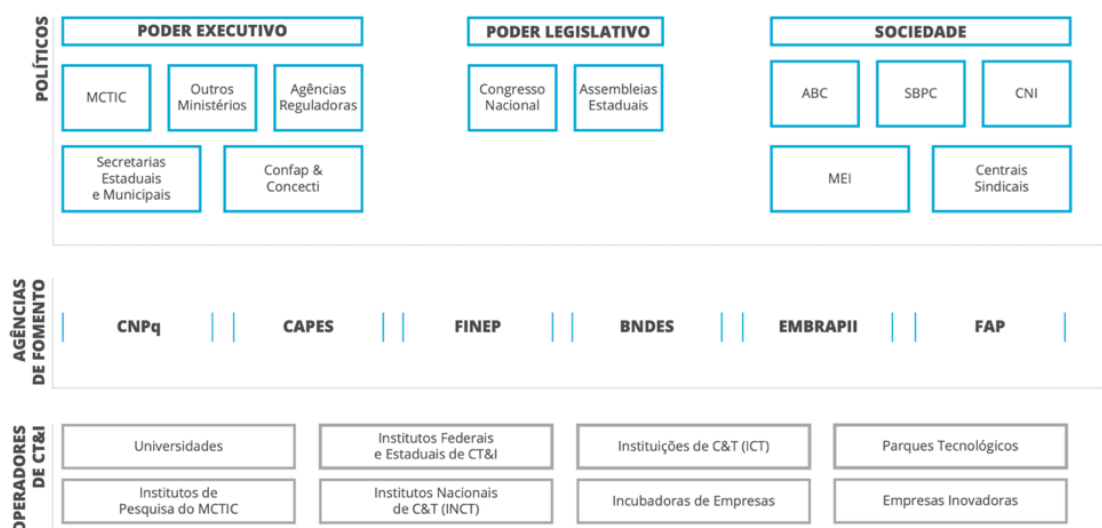 POLÍTICOS
PODER EXECUTIVO
PODER LEGISLATIVO
SOCIEDADE
MCTIC
Outros
Ministérios
Agências
Reguladoras
Congresso
Nacional
Assembleias
Estaduais
ABC
SBPC
CNI
Secretarias
Estaduais
e Municipais
Confap &
Concecti
MEI
Centrais
Sindicais
AGÊNCIAS
DE FOMENTO
CNPq
CAPES
FINEP
BNDES
EMBRAPII
FAP
OPERADORES
DE CT&I
Universidades
Institutos Federais
e Estaduais de CT&I
Instituições de C&T (ICT)
Parques Tecnológicos
Institutos de
Pesquisa do MCTIC
Institutos Nacionais
de C&T (INCT)
Incubadoras de Empresas
Empresas Inovadoras